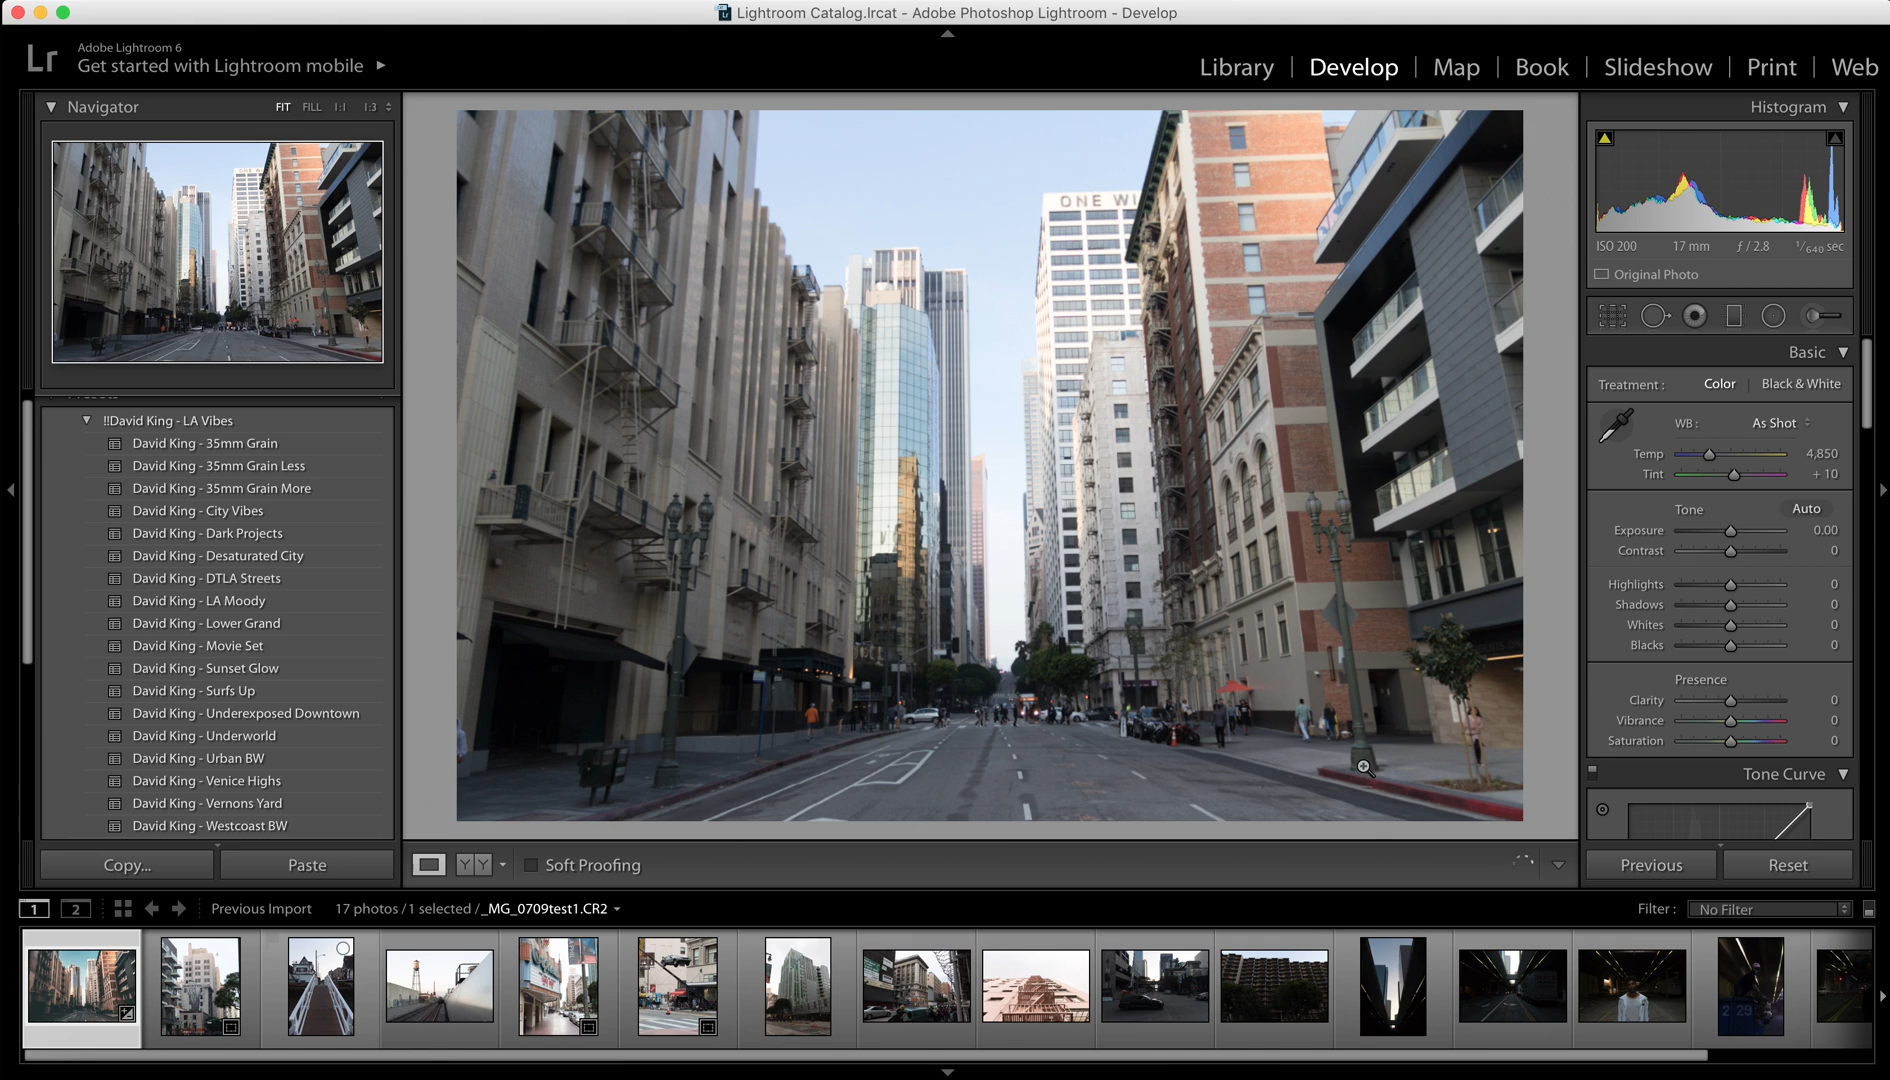 Lightroom Catalog.lrcat - Adobe Photoshop Lightroom - Develop
Lr
Adobe Lightroom 6
Get started with Lightroom mobile
Library | Develop | Map | Book | Slideshow | Print | Web
Navigator
FIT FILL 1:1 1:3
!!David King - LA Vibes
David King - 35mm Grain
David King - 35mm Grain Less
David King - 35mm Grain More
David King - City Vibes
David King - Dark Projects
David King - Desaturated City
David King - DTLA Streets
David King - LA Moody
David King - Lower Grand
David King - Movie Set
David King - Sunset Glow
David King - Surfs Up
David King - Underexposed Downtown
David King - Underworld
David King - Urban BW
David King - Venice Highs
David King - Vernons Yard
David King - Westcoast BW
Copy...
Paste
ONE WI
Soft Proofing
Histogram
ISO 200 17 mm ƒ / 2.8 1/640 sec
Original Photo
Basic
Treatment : Color | Black & White
WB : As Shot
Temp 4,850
Tint + 10
Tone Auto
Exposure 0.00
Contrast 0
Highlights 0
Shadows 0
Whites 0
Blacks 0
Presence
Clarity 0
Vibrance 0
Saturation 0
Tone Curve
Previous
Reset
1 2
Previous Import
17 photos / 1 selected / _MG_0709test1.CR2
Filter : No Filter